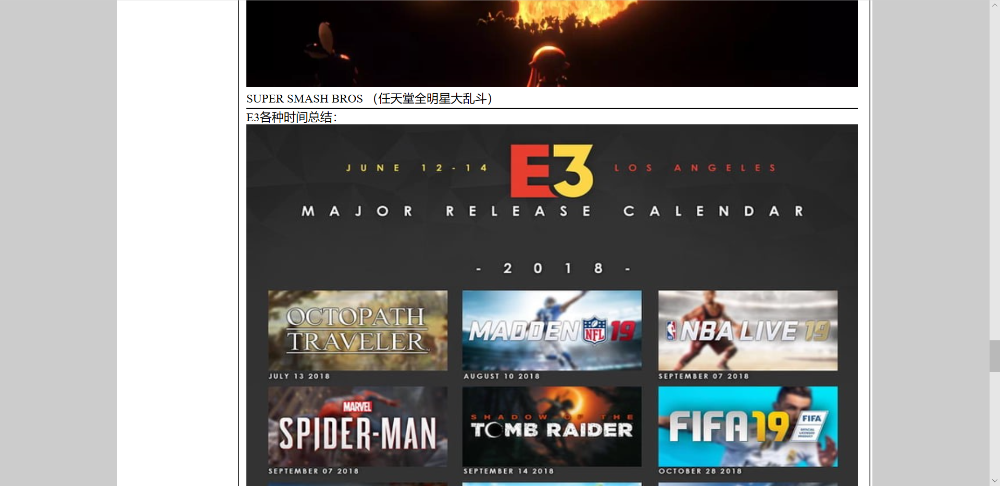 SUPER SMASH BROS （任天堂全明星大乱斗）
E3各种时间总结：
JUNE 12-14 E3 LOS ANGELES
MAJOR RELEASE CALENDAR
- 2018 -
OCTOPATH
TRAVELER
MADDEN NFL 19
NBA LIVE 19
JULY 13 2018
AUGUST 10 2018
SEPTEMBER 07 2018
MARVEL
SPIDER-MAN
SHADOW OF THE
TOMB RAIDER
FIFA 19
FIFA
OFFICIAL
LICENSED
PRODUCT
SEPTEMBER 07 2018
SEPTEMBER 14 2018
OCTOBER 28 2018